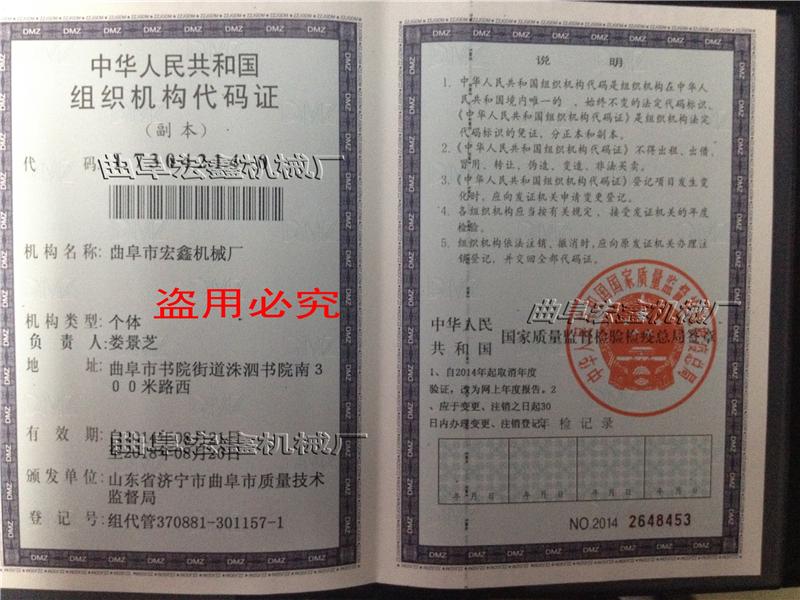 中华人民共和国
组织机构代码证
(副本)
代 码
曲阜宏鑫机械厂
机构名称:曲阜市宏鑫机械厂
盗用必究
机构类型:个体
负责人:娄景芝
地址:曲阜市书院街道洙泗书院南3
00米路西
有效期:
曲阜宏鑫机械厂
颁发单位:山东省济宁市曲阜市质量技术
监督局
登记号:组代管370881-301157-1
说 明
1. 中华人民共和国组织机构代码是组织机构在中华人
民共和国境内唯一的、始终不变的法定代码标识,
《中华人民共和国组织机构代码证》是组织机构法定
代码标识的凭证,分正本和副本。
2.《中华人民共和国组织机构代码证》不得出租、出借、
冒用、转让、伪造、变造、非法买卖。
3.《中华人民共和国组织机构代码证》登记项目发生变
化时,应向发证机关申请变更登记。
4. 各组织机构应当按有关规定,接受发证机关的年度
检验。
5. 组织机构依法注销、撤消时,应向原发证机关办理注
销登记,并交回全部代码证。
曲阜宏鑫机械厂
中华人民
共和国
国家质量监督检验检疫总局签章
1、自2014年起取消年度
验证,改为网上年度报告。2
、应于变更、注销之日起30
日内办理变更、注销登记
年检记录
年 月 日 年 月 日 年 月 日 年 月 日
NO.2014 2648453